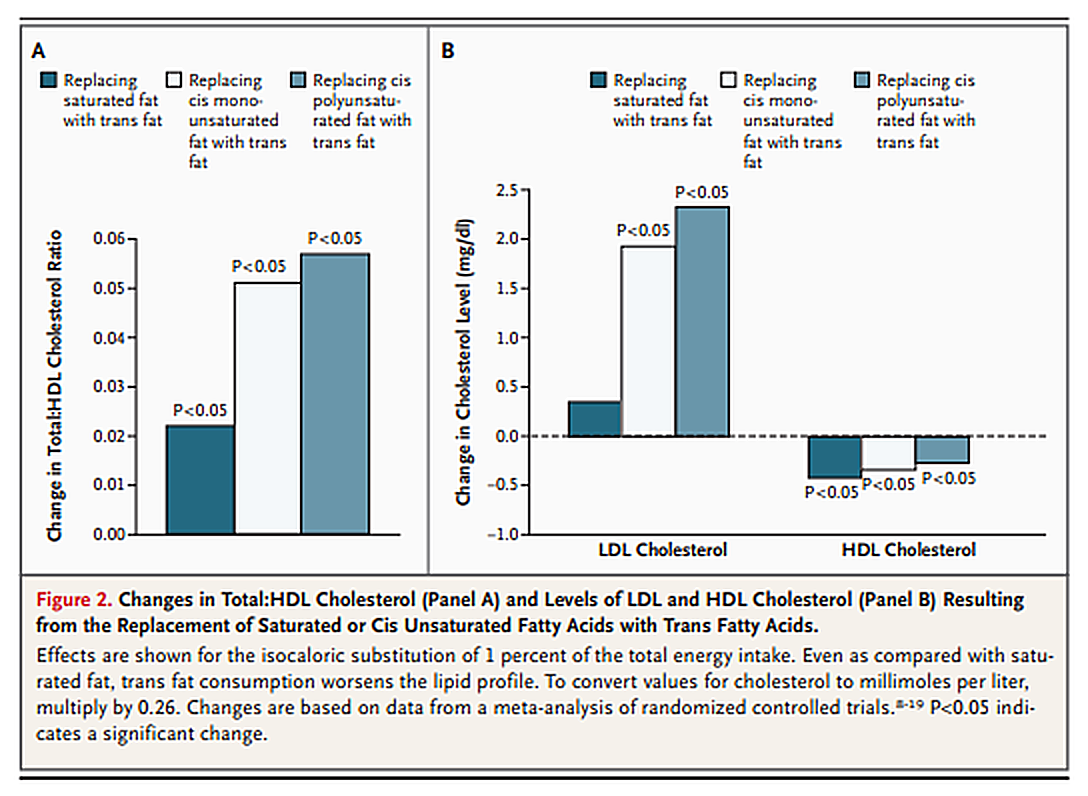 A
Replacing
saturated fat
with trans fat
Replacing
cis mono-
unsaturated
fat with trans
fat
Replacing cis
polyunsatu-
rated fat with
trans fat
Change in Total:HDL Cholesterol Ratio
0.06
0.05
0.04
0.03
0.02
0.01
0.00
P<0.05
P<0.05
P<0.05
B
Replacing
saturated fat
with trans fat
Replacing
cis mono-
unsaturated
fat with trans
fat
Replacing cis
polyunsatu-
rated fat with
trans fat
Change in Cholesterol Level (mg/dl)
2.5
2.0
1.5
1.0
0.5
0.0
−0.5
−1.0
P<0.05
P<0.05
P<0.05
P<0.05
P<0.05
LDL Cholesterol
HDL Cholesterol
Figure 2. Changes in Total:HDL Cholesterol (Panel A) and Levels of LDL and HDL Cholesterol (Panel B) Resulting
from the Replacement of Saturated or Cis Unsaturated Fatty Acids with Trans Fatty Acids.
Effects are shown for the isocaloric substitution of 1 percent of the total energy intake. Even as compared with satu-
rated fat, trans fat consumption worsens the lipid profile. To convert values for cholesterol to millimoles per liter,
multiply by 0.26. Changes are based on data from a meta-analysis of randomized controlled trials. P<0.05 indi-
cates a significant change.